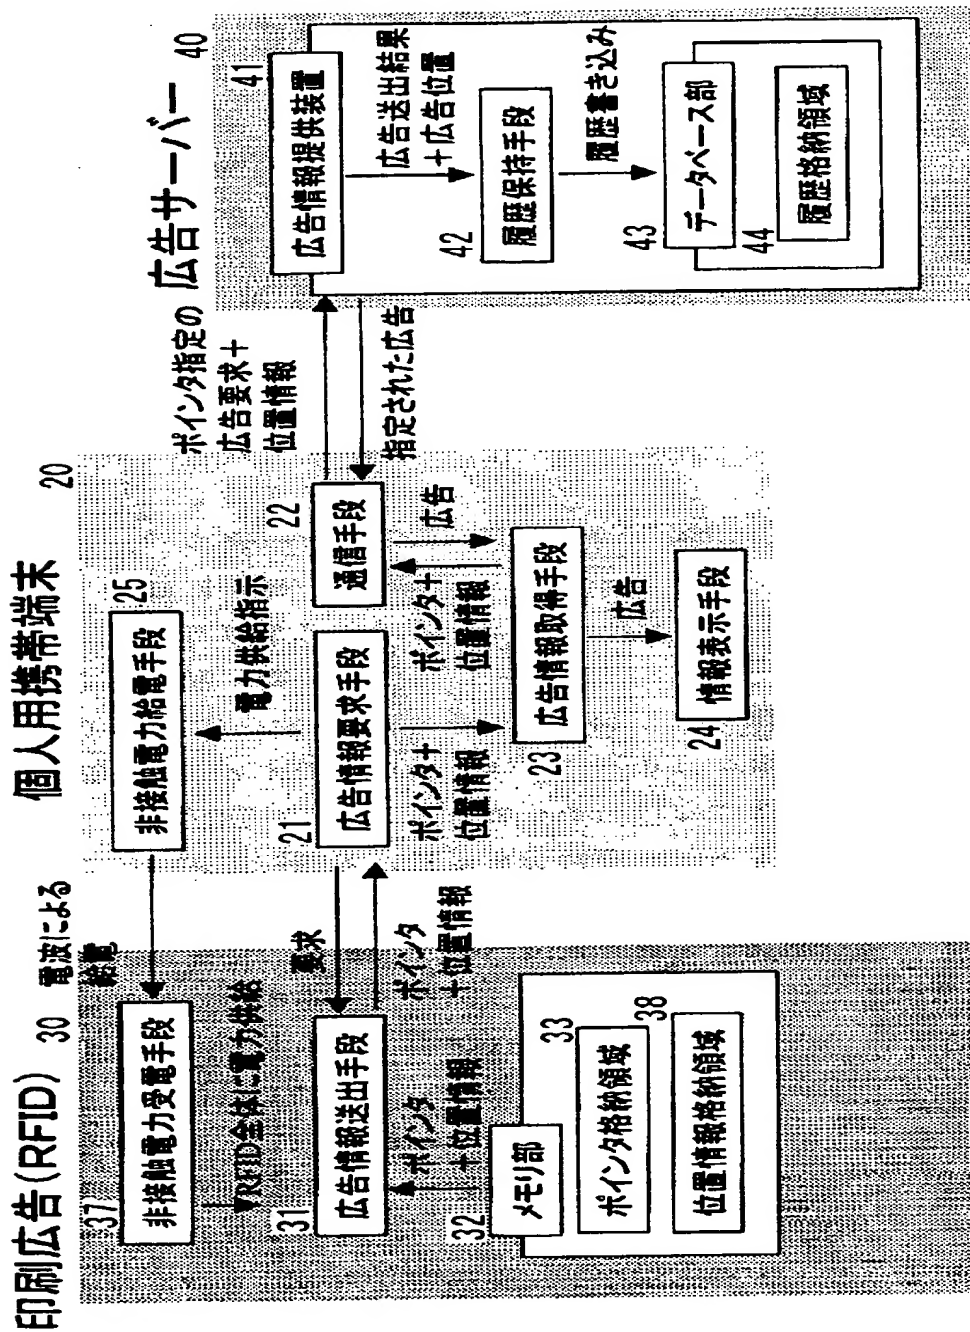 印刷広告(RFID) 30
37
非接触電力受電手段
RFID全体に電力供給
31
広告情報送出手段
ポインタ
+位置情報
32
メモリ部
33
ポインタ格納領域
38
位置情報格納領域
電波による
給電
要求
ポインタ
+位置情報
個人用携帯端末 20
25
非接触電力給電手段
電力供給指示
21
広告情報要求手段
22
通信手段
ポインタ+
位置情報
ポインタ+
位置情報
広告
23
広告情報取得手段
広告
24
情報表示手段
ポインタ指定の
広告要求+
位置情報
指定された広告
広告サーバー 40
41
広告情報提供装置
広告送出結果
+広告位置
42
履歴保持手段
履歴書き込み
43
データベース部
44
履歴格納領域